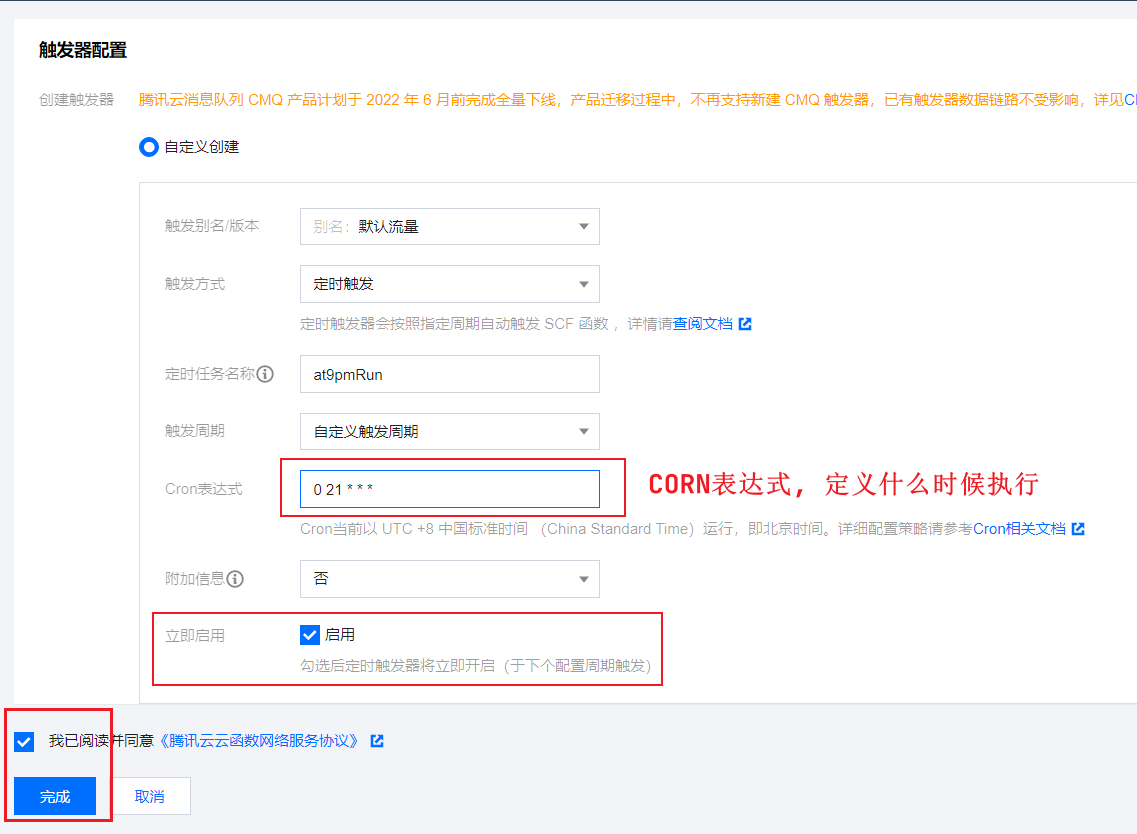 触发器配置
创建触发器 腾讯云消息队列 CMQ 产品计划于 2022 年 6 月前完成全量下线，产品迁移过程中，不再支持新建 CMQ 触发器，已有触发器数据链路不受影响，详见C
自定义创建
触发别名/版本 别名：默认流量
触发方式 定时触发
定时触发器会按照指定周期自动触发 SCF 函数 ，详情请查阅文档
定时任务名称 at9pmRun
触发周期 自定义触发周期
Cron表达式 0 21 * * * CORN表达式，定义什么时候执行
Cron当前以 UTC +8 中国标准时间 （China Standard Time）运行，即北京时间。详细配置策略请参考Cron相关文档
附加信息 否
立即启用 启用
勾选后定时触发器将立即开启（于下个配置周期触发）
我已阅读并同意《腾讯云云函数网络服务协议》
完成 取消